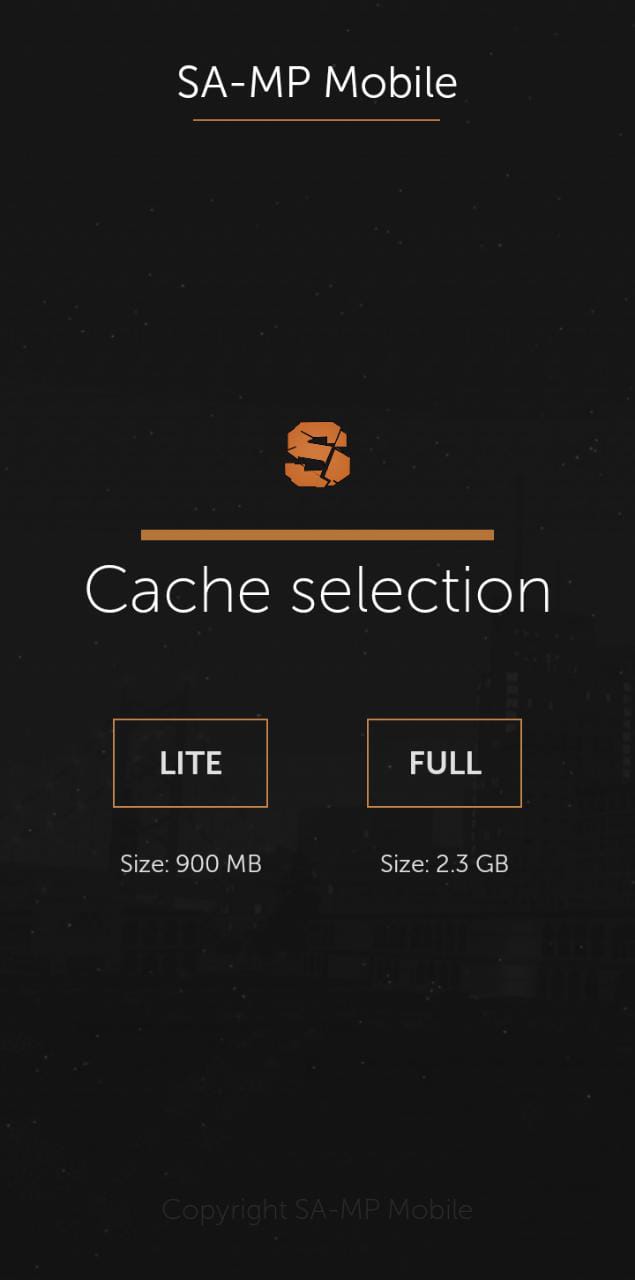 SA-MP Mobile
Cache selection
LITE
FULL
Size: 900 MB
Size: 2.3 GB
Copyright SA-MP Mobile